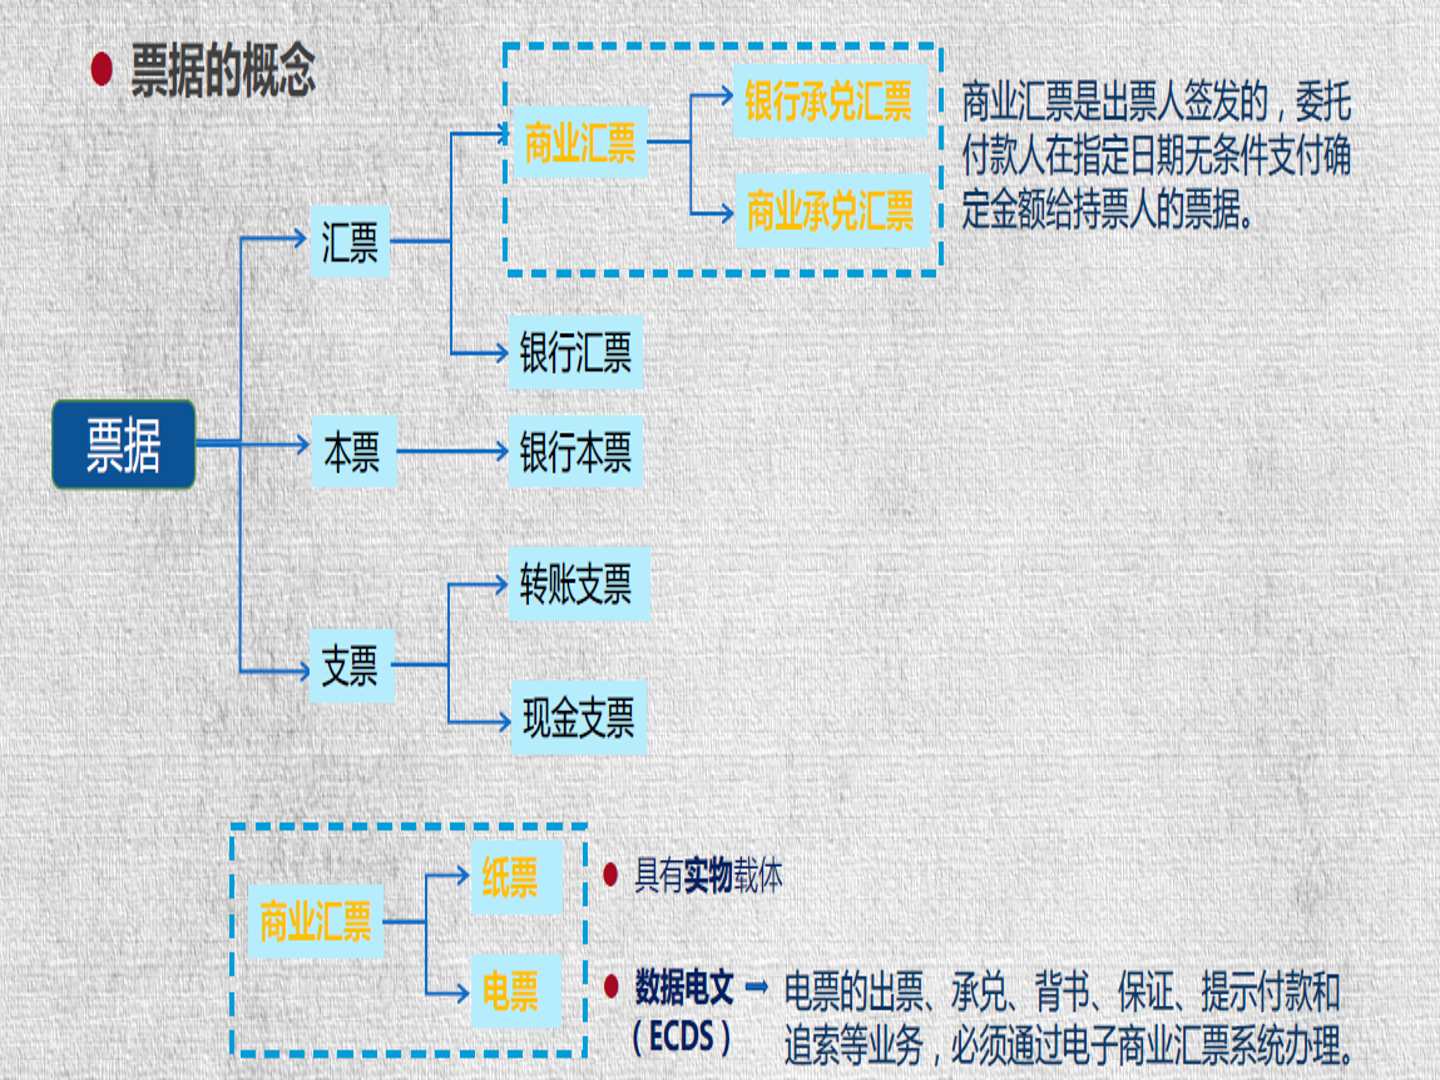 票据的概念
商业汇票
银行承兑汇票
商业承兑汇票
商业汇票是出票人签发的，委托
付款人在指定日期无条件支付确
定金额给持票人的票据。
汇票
银行汇票
票据
本票
银行本票
转账支票
支票
现金支票
商业汇票
纸票
具有实物载体
电票
数据电文
（ECDS）
电票的出票、承兑、背书、保证、提示付款和
追索等业务，必须通过电子商业汇票系统办理。